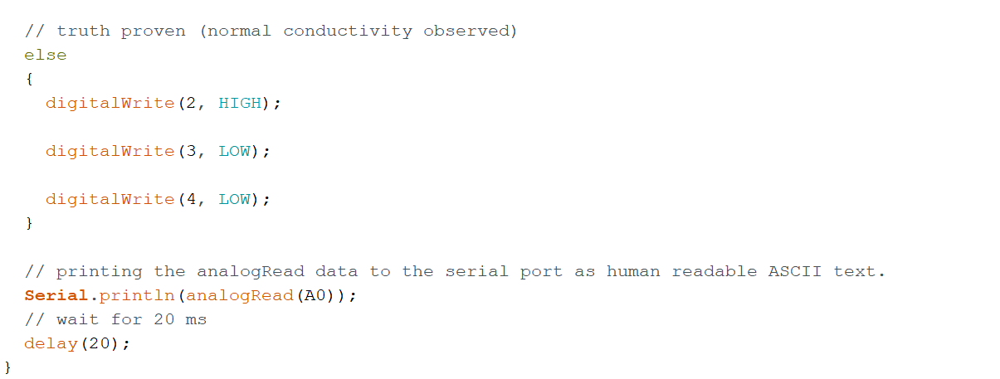 // truth proven (normal conductivity observed)
else
{
digitalWrite(2, HIGH);
digitalWrite(3, LOW);
digitalWrite(4, LOW);
}
// printing the analogRead data to the serial port as human readable ASCII text.
Serial.println(analogRead(A0));
// wait for 20 ms
delay(20);
}